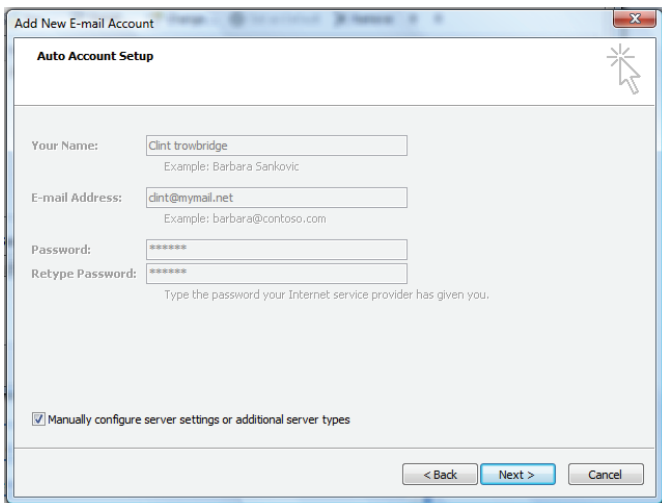 Add New E-mail Account
Auto Account Setup
Your Name: Clint trowbridge
Example: Barbara Sankovic
E-mail Address: clint@mymail.net
Example: barbara@contoso.com
Password: ******
Retype Password: ******
Type the password your Internet service provider has given you.
Manually configure server settings or additional server types
< Back Next > Cancel